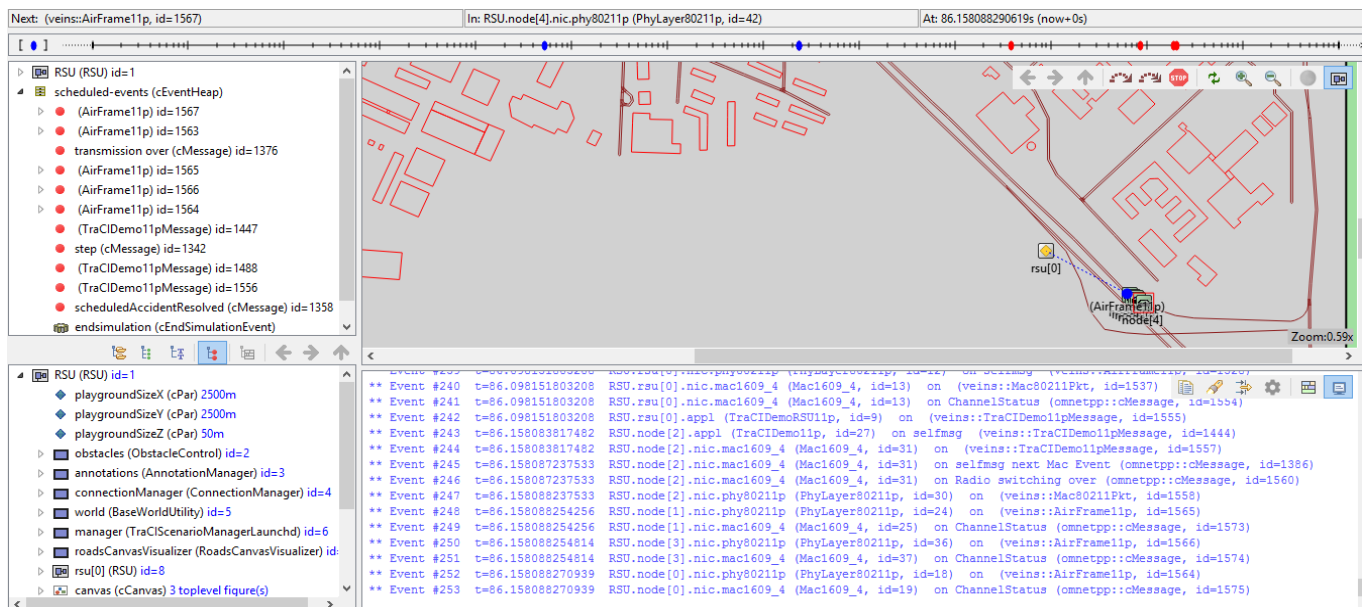 Next: (veins::AirFrame11p, id=1567)
In: RSU.node[4].nic.phy80211p (PhyLayer80211p, id=42)
At: 86.158088290619s (now+0s)
RSU (RSU) id=1
scheduled-events (cEventHeap)
(AirFrame11p) id=1567
(AirFrame11p) id=1563
transmission over (cMessage) id=1376
(AirFrame11p) id=1565
(AirFrame11p) id=1566
(AirFrame11p) id=1564
(TraCIDemo11pMessage) id=1447
step (cMessage) id=1342
(TraCIDemo11pMessage) id=1488
(TraCIDemo11pMessage) id=1556
scheduledAccidentResolved (cMessage) id=1358
endsimulation (cEndSimulationEvent)
STOP
rsu[0]
(AirFrame11p)
node[4]
Zoom:0.59x
RSU (RSU) id=1
playgroundSizeX (cPar) 2500m
playgroundSizeY (cPar) 2500m
playgroundSizeZ (cPar) 50m
obstacles (ObstacleControl) id=2
annotations (AnnotationManager) id=3
connectionManager (ConnectionManager) id=4
world (BaseWorldUtility) id=5
manager (TraCIScenarioManagerLaunchd) id=6
roadsCanvasVisualizer (RoadsCanvasVisualizer) id
rsu[0] (RSU) id=8
canvas (cCanvas) 3 toplevel figure(s)
** Event #240 t=86.098151803208 RSU.rsu[0].nic.mac1609_4 (Mac1609_4, id=13) on (veins::Mac80211Pkt, id=1537)
** Event #241 t=86.098151803208 RSU.rsu[0].nic.mac1609_4 (Mac1609_4, id=13) on ChannelStatus (omnetpp::cMessage, id=1554)
** Event #242 t=86.098151803208 RSU.rsu[0].appl (TraCIDemoRSU11p, id=9) on (veins::TraCIDemo11pMessage, id=1555)
** Event #243 t=86.158083817482 RSU.node[2].appl (TraCIDemo11p, id=27) on selfmsg (veins::TraCIDemo11pMessage, id=1444)
** Event #244 t=86.158083817482 RSU.node[2].nic.mac1609_4 (Mac1609_4, id=31) on (veins::TraCIDemo11pMessage, id=1557)
** Event #245 t=86.158087237533 RSU.node[2].nic.mac1609_4 (Mac1609_4, id=31) on selfmsg next Mac Event (omnetpp::cMessage, id=1386)
** Event #246 t=86.158087237533 RSU.node[2].nic.mac1609_4 (Mac1609_4, id=31) on Radio switching over (omnetpp::cMessage, id=1560)
** Event #247 t=86.158088237533 RSU.node[2].nic.phy80211p (PhyLayer80211p, id=30) on (veins::Mac80211Pkt, id=1558)
** Event #248 t=86.158088254256 RSU.node[1].nic.phy80211p (PhyLayer80211p, id=24) on (veins::AirFrame11p, id=1565)
** Event #249 t=86.158088254256 RSU.node[1].nic.mac1609_4 (Mac1609_4, id=25) on ChannelStatus (omnetpp::cMessage, id=1573)
** Event #250 t=86.158088254814 RSU.node[3].nic.phy80211p (PhyLayer80211p, id=36) on (veins::AirFrame11p, id=1566)
** Event #251 t=86.158088254814 RSU.node[3].nic.mac1609_4 (Mac1609_4, id=37) on ChannelStatus (omnetpp::cMessage, id=1574)
** Event #252 t=86.158088270939 RSU.node[0].nic.phy80211p (PhyLayer80211p, id=18) on (veins::AirFrame11p, id=1564)
** Event #253 t=86.158088270939 RSU.node[0].nic.mac1609_4 (Mac1609_4, id=19) on ChannelStatus (omnetpp::cMessage, id=1575)